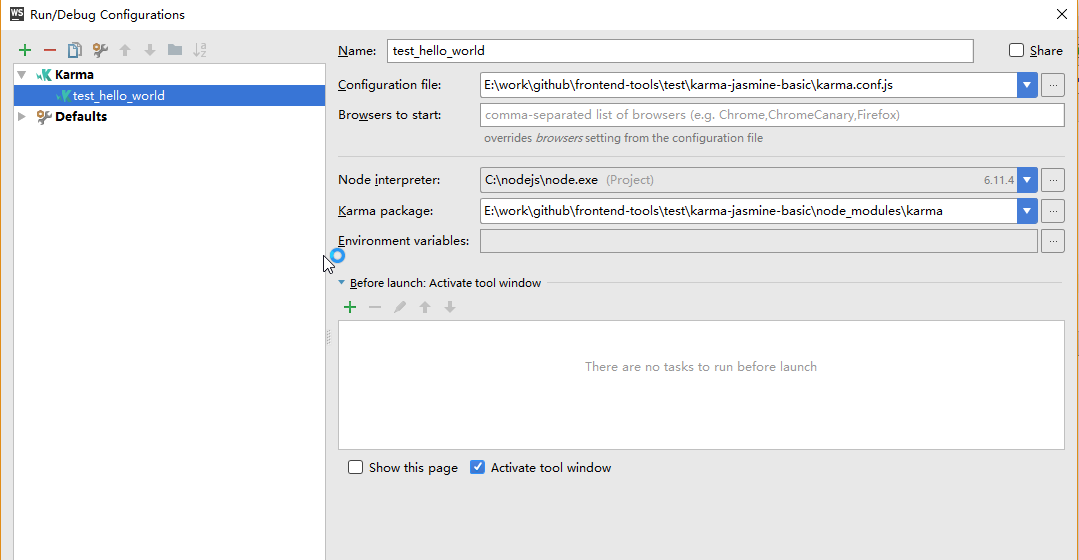 WS Run/Debug Configurations
Name: test_hello_world Share
Karma
test_hello_world
Defaults
Configuration file: E:\work\github\frontend-tools\test\karma-jasmine-basic\karma.conf.js ...
Browsers to start: comma-separated list of browsers (e.g. Chrome,ChromeCanary,Firefox)
overrides browsers setting from the configuration file
Node interpreter: C:\nodejs\node.exe (Project) 6.11.4 ...
Karma package: E:\work\github\frontend-tools\test\karma-jasmine-basic\node_modules\karma ...
Environment variables: ...
Before launch: Activate tool window
There are no tasks to run before launch
Show this page Activate tool window